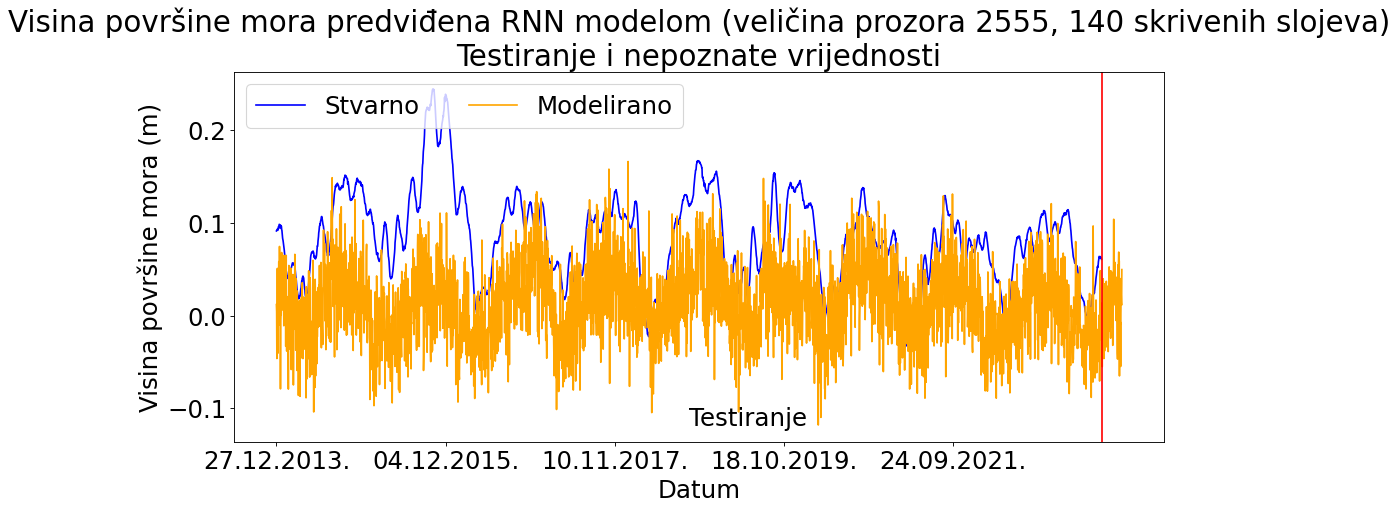 Visina površine mora predviđena RNN modelom (veličina prozora 2555, 140 skrivenih slojeva)
Testiranje i nepoznate vrijednosti
Stvarno Modelirano
Visina površine mora (m)
0.2
0.1
0.0
−0.1
Testiranje
27.12.2013. 04.12.2015. 10.11.2017. 18.10.2019. 24.09.2021.
Datum